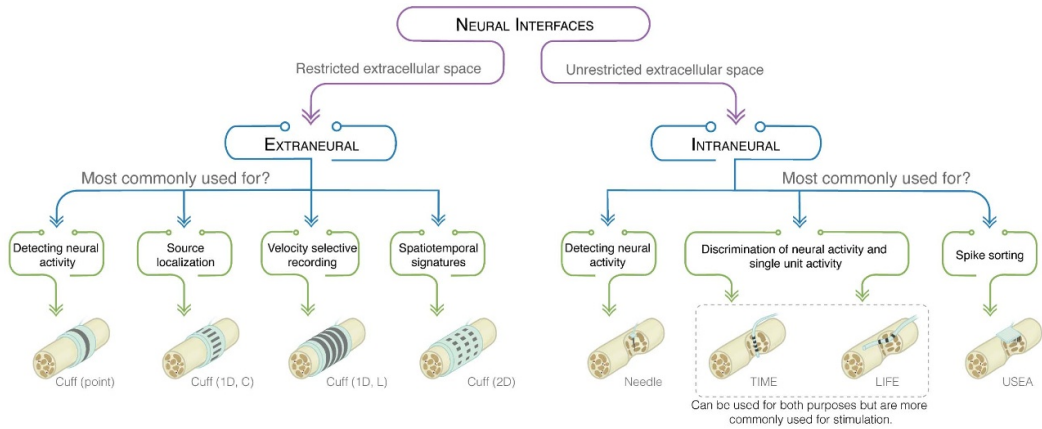 NEURAL INTERFACES
Restricted extracellular space
Unrestricted extracellular space
EXTRANEURAL
INTRANEURAL
Most commonly used for?
Most commonly used for?
Detecting neural
activity
Source
localization
Velocity selective
recording
Spatiotemporal
signatures
Detecting neural
activity
Discrimination of neural activity and
single unit activity
Spike sorting
Cuff (point)
Cuff (1D, C)
Cuff (1D, L)
Cuff (2D)
Needle
TIME
LIFE
USEA
Can be used for both purposes but are more
commonly used for stimulation.